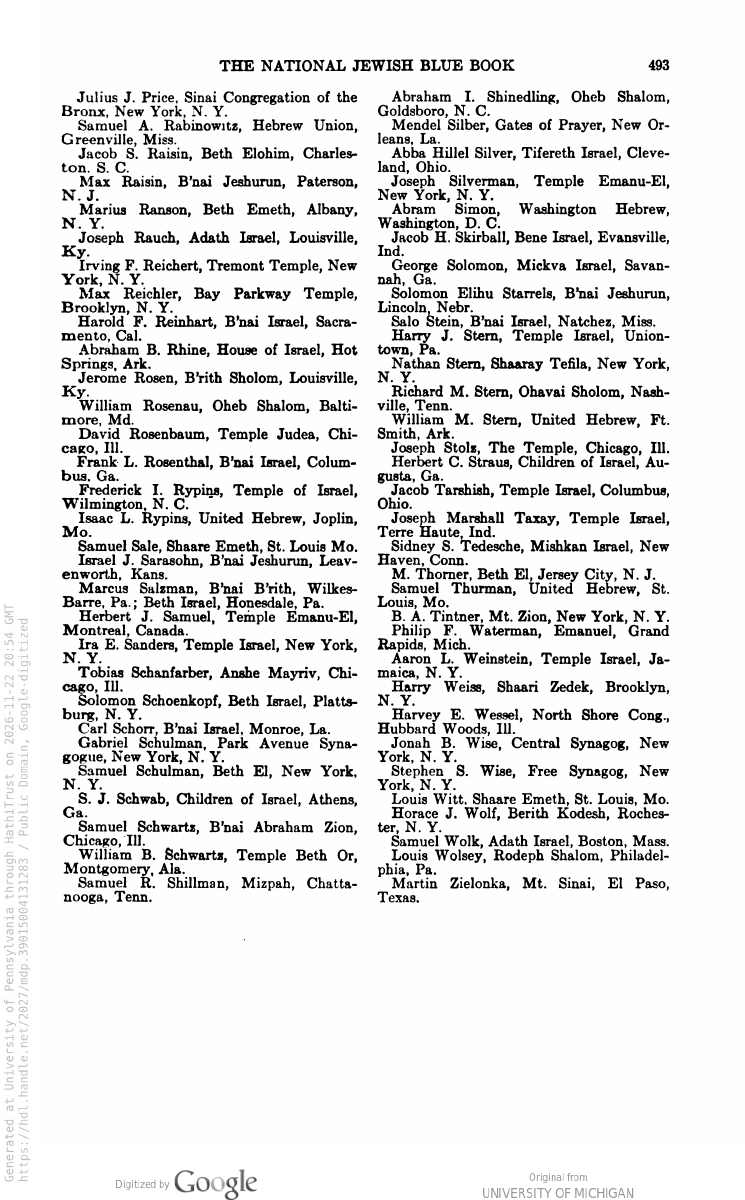 THE NATIONAL JEWISH BLUE BOOK 493
Julius J. Price, Sinai Congregation of the
Bronx, New York, N. Y.
Samuel A. Rabinowitz, Hebrew Union,
Greenville, Miss.
Jacob S. Raisin, Beth Elohim, Charles-
ton. S. C.
Max Raisin, B'nai Jeshurun, Paterson,
N. J.
Marius Ranson, Beth Emeth, Albany,
N. Y.
Joseph Rauch, Adath Israel, Louisville,
Ky.
Irving F. Reichert, Tremont Temple, New
York, N. Y.
Max Reichler, Bay Parkway Temple,
Brooklyn, N. Y.
Harold F. Reinhart, B'nai Israel, Sacra-
mento, Cal.
Abraham B. Rhine, House of Israel, Hot
Springs, Ark.
Jerome Rosen, B'rith Sholom, Louisville,
Ky.
William Rosenau, Oheb Shalom, Balti-
more, Md.
David Rosenbaum, Temple Judea, Chi-
cago, Ill.
Frank L. Rosenthal, B'nai Israel, Colum-
bus. Ga.
Frederick I. Rypins, Temple of Israel,
Wilmington, N. C.
Isaac L. Rypins, United Hebrew, Joplin,
Mo.
Samuel Sale, Shaare Emeth, St. Louis Mo.
Israel J. Sarasohn, B'nai Jeshurun, Leav-
enworth, Kans.
Marcus Salzman, B'nai B'rith, Wilkes-
Barre, Pa.; Beth Israel, Honesdale, Pa.
Herbert J. Samuel, Temple Emanu-El,
Montreal, Canada.
Ira E. Sanders, Temple Israel, New York,
N. Y.
Tobias Schanfarber, Anshe Mayriv, Chi-
cago, Ill.
Solomon Schoenkopf, Beth Israel, Platts-
burg, N. Y.
Carl Schorr, B'nai Israel, Monroe, La.
Gabriel Schulman, Park Avenue Syna-
gogue, New York, N. Y.
Samuel Schulman, Beth El, New York,
N. Y.
S. J. Schwab, Children of Israel, Athens,
Ga.
Samuel Schwartz, B'nai Abraham Zion,
Chicago, Ill.
William B. Schwartz, Temple Beth Or,
Montgomery, Ala.
Samuel R. Shillman, Mizpah, Chatta-
nooga, Tenn.
Abraham I. Shinedling, Oheb Shalom,
Goldsboro, N. C.
Mendel Silber, Gates of Prayer, New Or-
leans, La.
Abba Hillel Silver, Tifereth Israel, Cleve-
land, Ohio.
Joseph Silverman, Temple Emanu-El,
New York, N. Y.
Abram Simon, Washington Hebrew,
Washington, D. C.
Jacob H. Skirball, Bene Israel, Evansville,
Ind.
George Solomon, Mickva Israel, Savan-
nah, Ga.
Solomon Elihu Starrels, B'nai Jeshurun,
Lincoln, Nebr.
Salo Stein, B'nai Israel, Natchez, Miss.
Harry J. Stern, Temple Israel, Union-
town, Pa.
Nathan Stern, Shaaray Tefila, New York,
N. Y.
Richard M. Stern, Ohavai Sholom, Nash-
ville, Tenn.
William M. Stern, United Hebrew, Ft.
Smith, Ark.
Joseph Stolz, The Temple, Chicago, Ill.
Herbert C. Straus, Children of Israel, Au-
gusta, Ga.
Jacob Tarshish, Temple Israel, Columbus,
Ohio.
Joseph Marshall Taxay, Temple Israel,
Terre Haute, Ind.
Sidney S. Tedesche, Mishkan Israel, New
Haven, Conn.
M. Thorner, Beth El, Jersey City, N. J.
Samuel Thurman, United Hebrew, St.
Louis, Mo.
B. A. Tintner, Mt. Zion, New York, N. Y.
Philip F. Waterman, Emanuel, Grand
Rapids, Mich.
Aaron L. Weinstein, Temple Israel, Ja-
maica, N. Y.
Harry Weiss, Shaari Zedek, Brooklyn,
N. Y.
Harvey E. Wessel, North Shore Cong.,
Hubbard Woods, Ill.
Jonah B. Wise, Central Synagog, New
York, N. Y.
Stephen S. Wise, Free Synagog, New
York, N. Y.
Louis Witt, Shaare Emeth, St. Louis, Mo.
Horace J. Wolf, Berith Kodesh, Roches-
ter, N. Y.
Samuel Wolk, Adath Israel, Boston, Mass.
Louis Wolsey, Rodeph Shalom, Philadel-
phia, Pa.
Martin Zielonka, Mt. Sinai, El Paso,
Texas.
Generated at University of Pennsylvania through HathiTrust on 2026-11-22 20:54 GMT
https://hdl.handle.net/2027/mdp.39015004131283 / Public Domain, Google-digitized
Digitized by Google
Original from
UNIVERSITY OF MICHIGAN